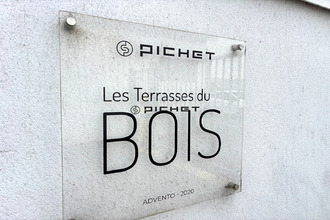 PICHET
Les Terrasses du
PICHET
BOIS
ADVENTO - 2020